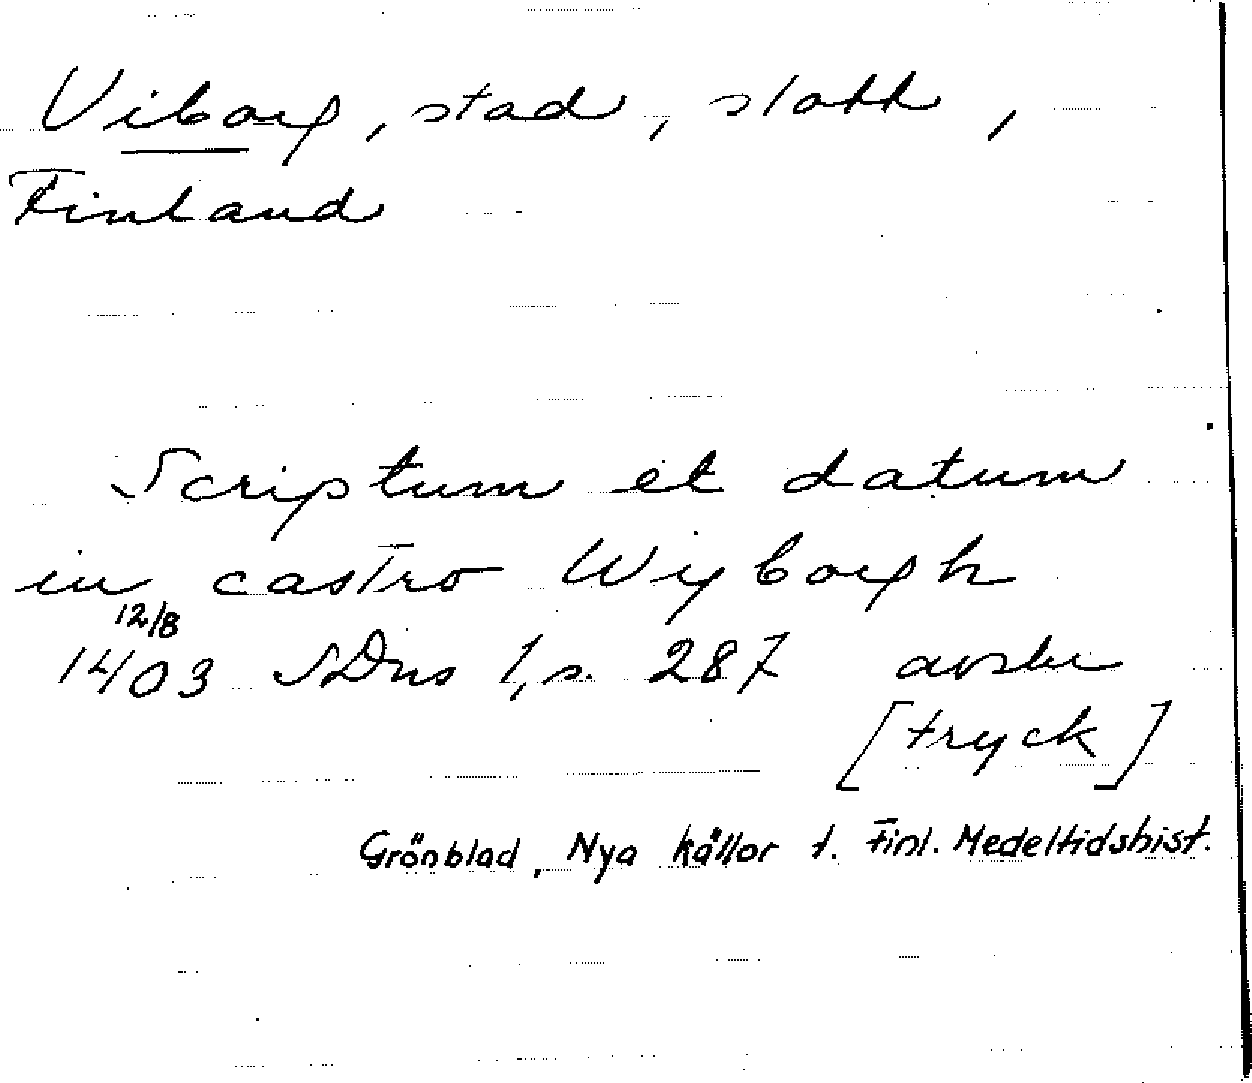 Viborg, stad, slott,
Finland
Scriptum et datum
in castro Wyborgh
12/8
1403 SDns 1, s. 287 avskr
[tryck]
Grönblad, Nya källor t. Finl. Medeltidshist.